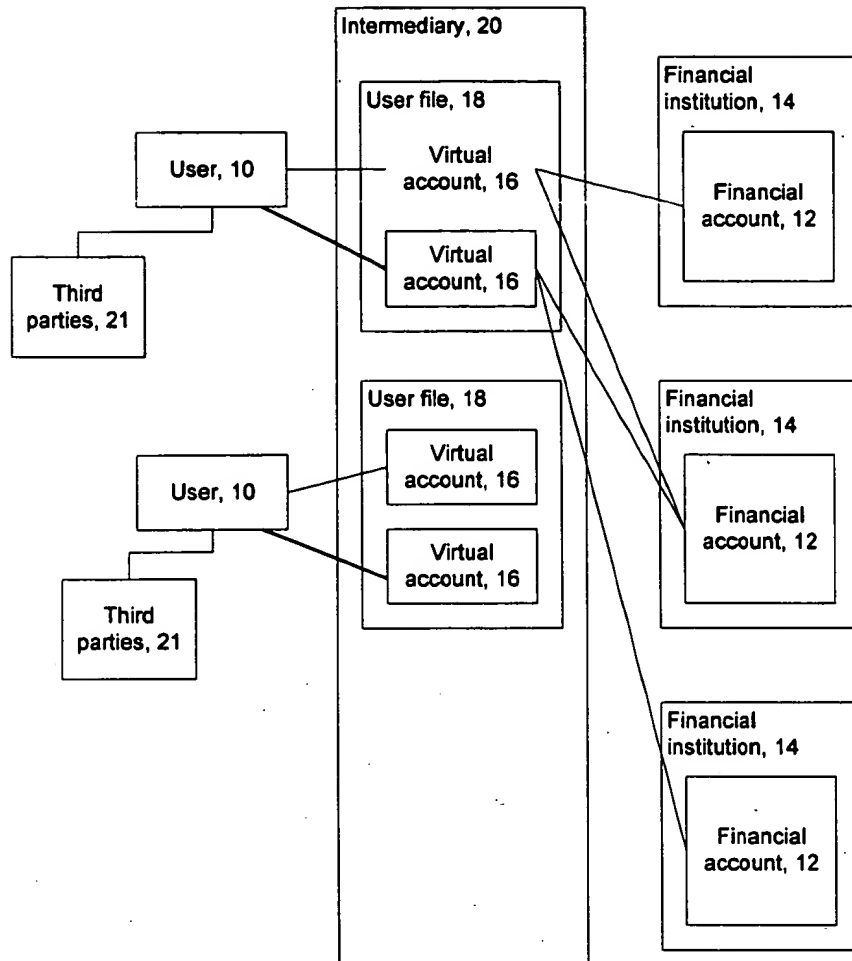 Intermediary, 20
User file, 18
Virtual
account, 16
Virtual
account, 16
User, 10
Third
parties, 21
Financial
institution, 14
Financial
account, 12
User file, 18
Virtual
account, 16
Virtual
account, 16
User, 10
Third
parties, 21
Financial
institution, 14
Financial
account, 12
Financial
institution, 14
Financial
account, 12